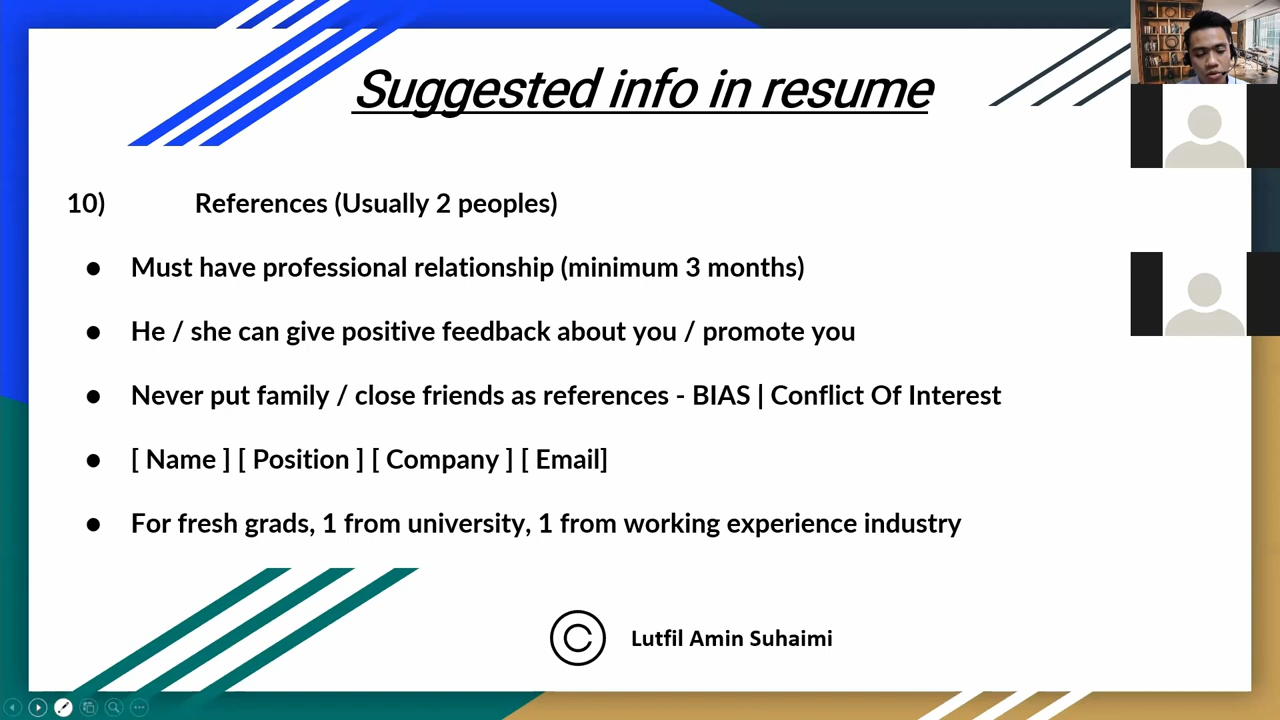 Suggested info in resume
10) References (Usually 2 peoples)
● Must have professional relationship (minimum 3 months)
● He / she can give positive feedback about you / promote you
● Never put family / close friends as references - BIAS | Conflict Of Interest
● [ Name ] [ Position ] [ Company ] [ Email]
● For fresh grads, 1 from university, 1 from working experience industry
© Lutfil Amin Suhaimi